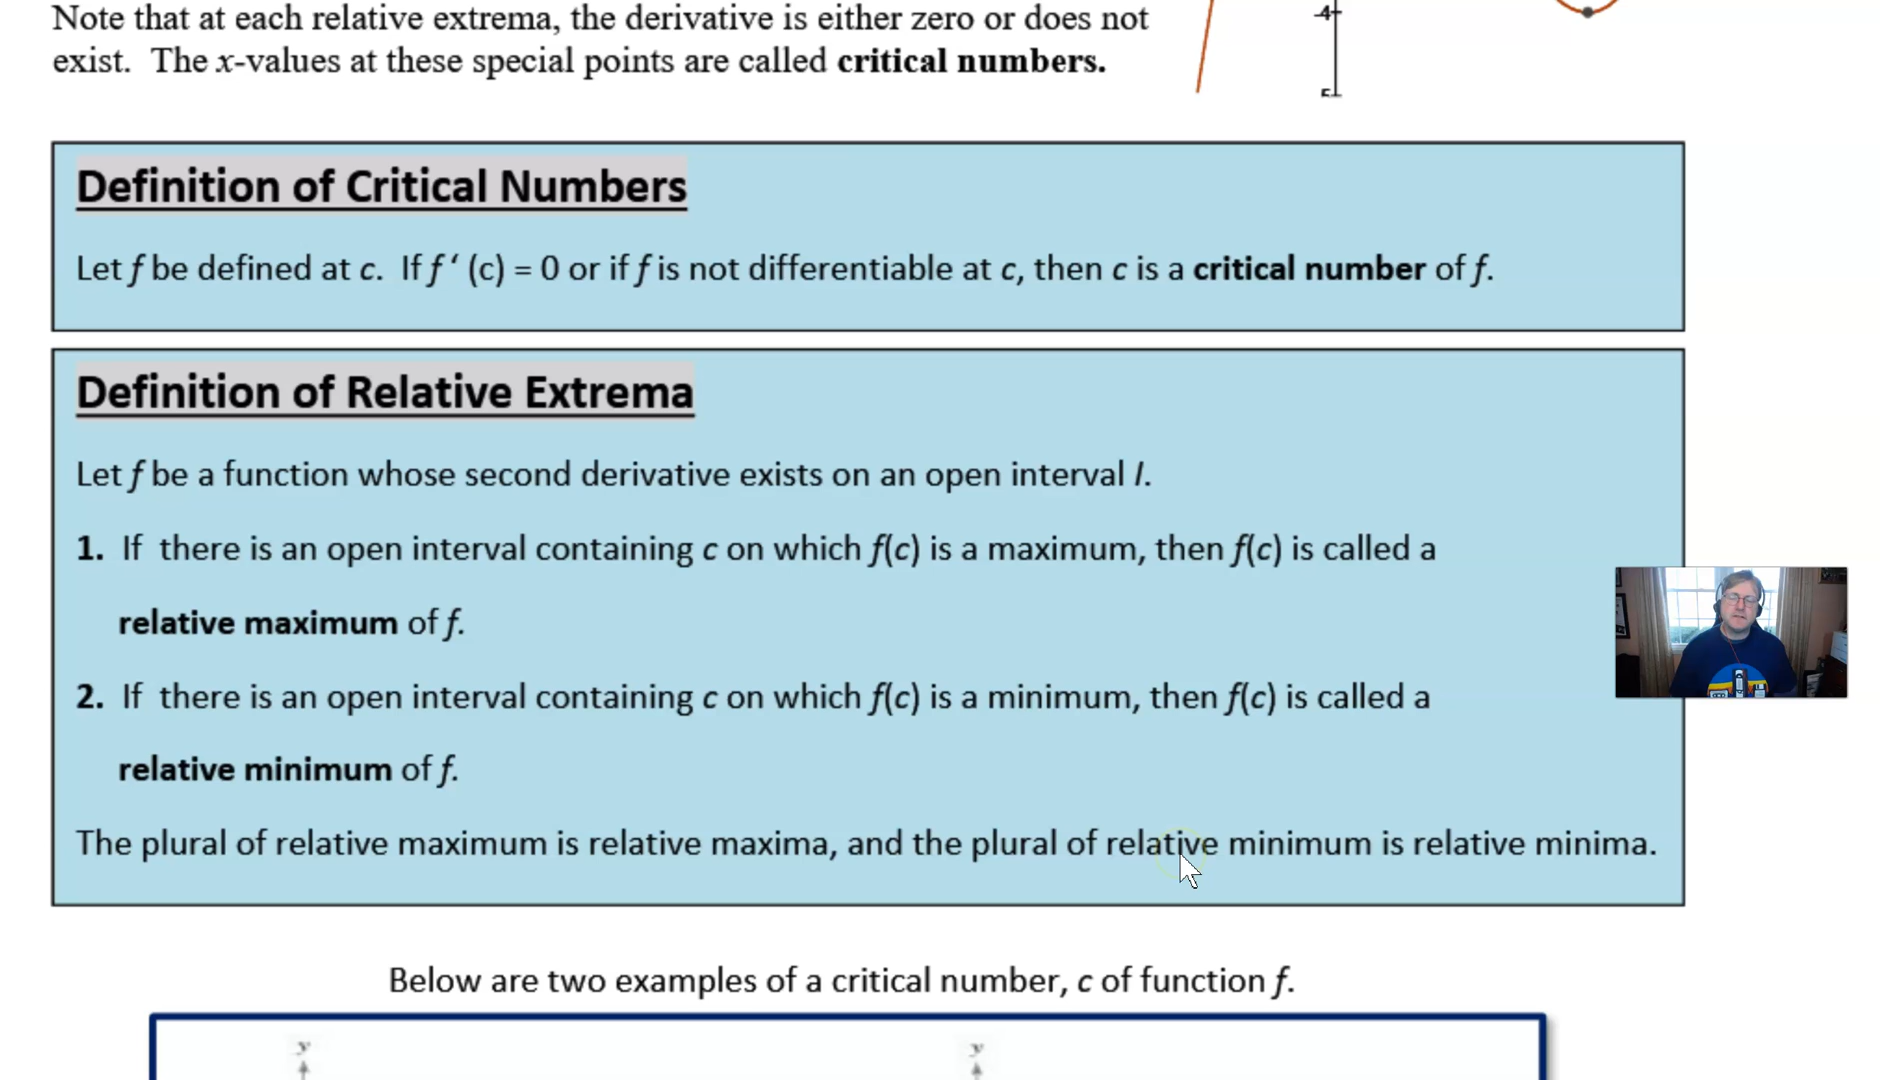 Note that at each relative extrema, the derivative is either zero or does not
exist. The x-values at these special points are called critical numbers.
-4
Definition of Critical Numbers
Let f be defined at c. If f ' (c) = 0 or if f is not differentiable at c, then c is a critical number of f.
Definition of Relative Extrema
Let f be a function whose second derivative exists on an open interval I.
1. If there is an open interval containing c on which f(c) is a maximum, then f(c) is called a
relative maximum of f.
2. If there is an open interval containing c on which f(c) is a minimum, then f(c) is called a
relative minimum of f.
The plural of relative maximum is relative maxima, and the plural of relative minimum is relative minima.
Below are two examples of a critical number, c of function f.
y y